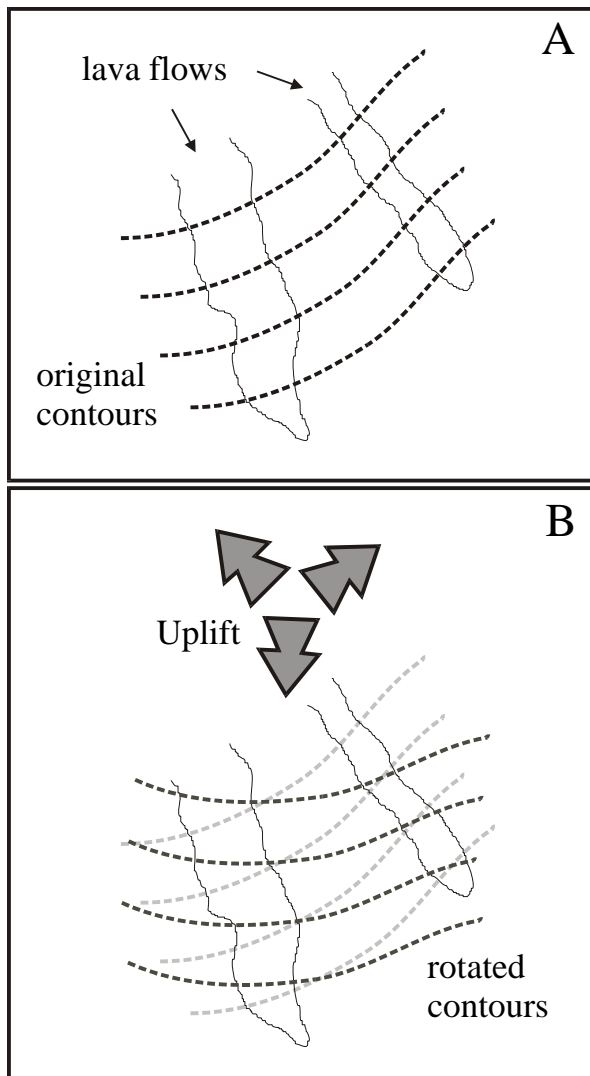 A
lava flows
original
contours
B
Uplift
rotated
contours